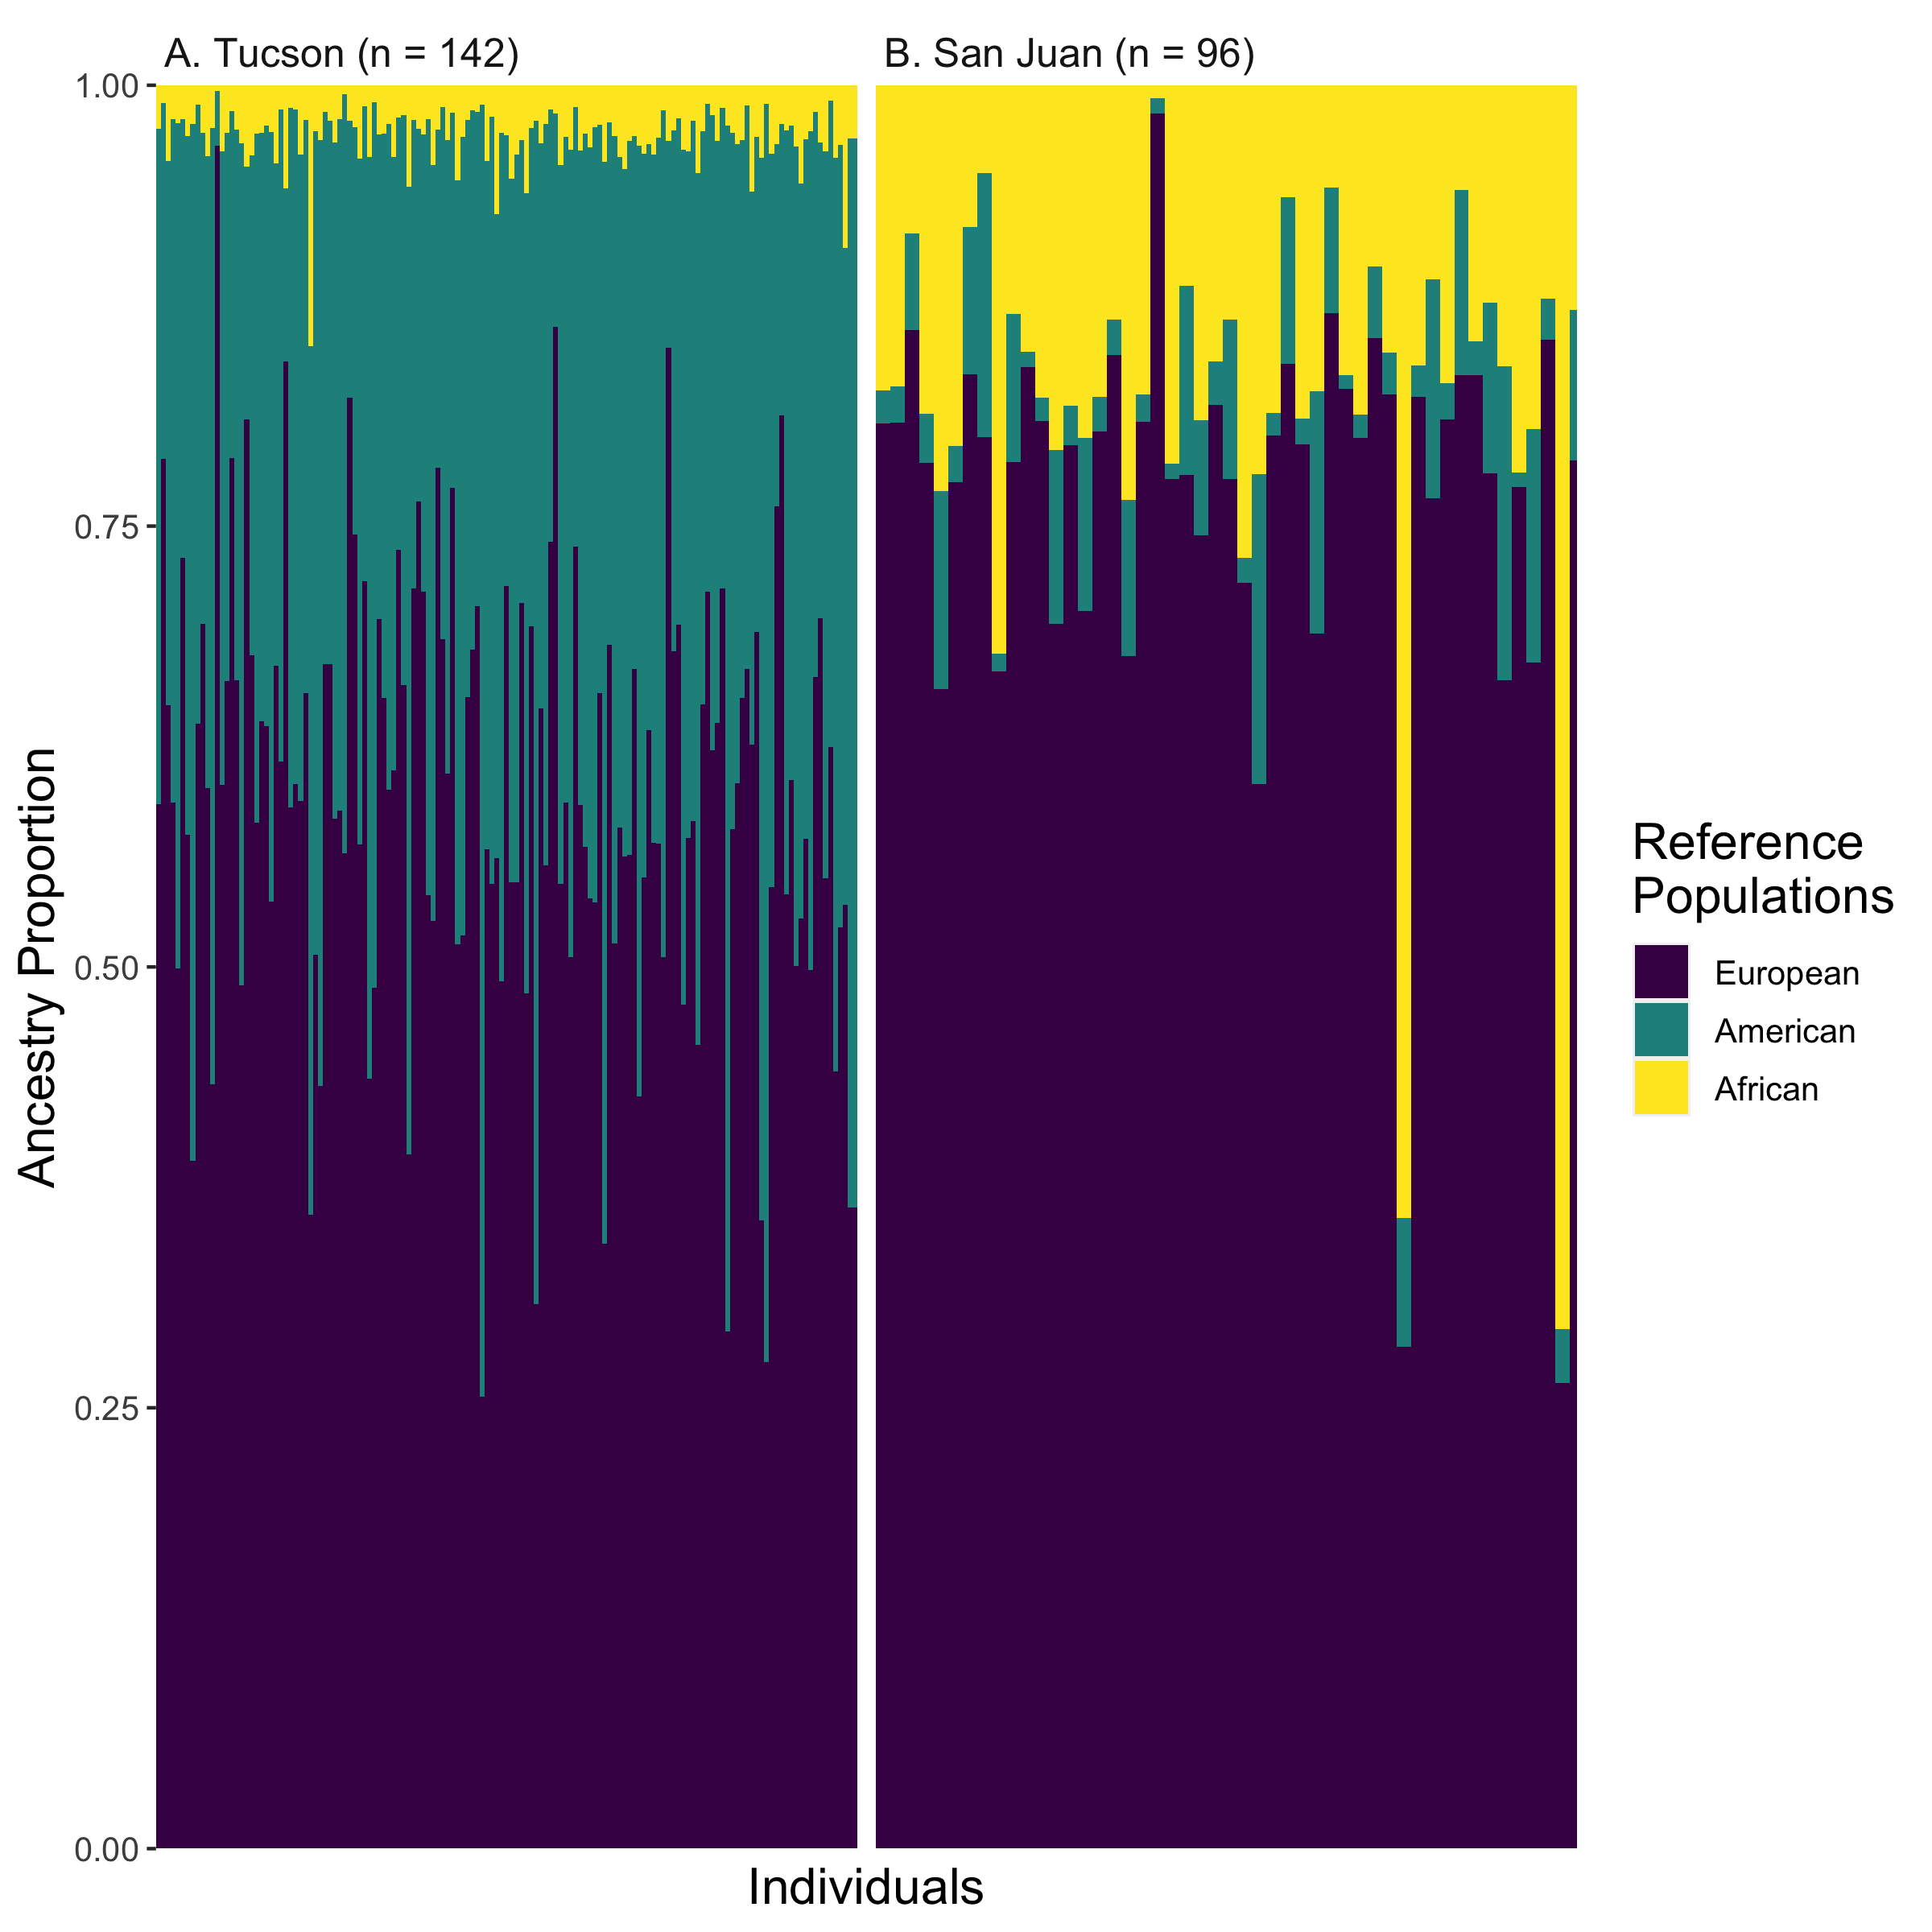 A. Tucson (n = 142)
B. San Juan (n = 96)
1.00
0.75
0.50
0.25
0.00
Ancestry Proportion
Individuals
Reference
Populations
European
American
African